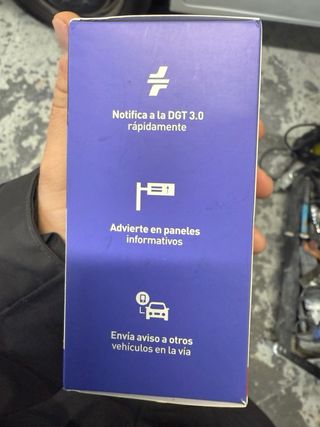 Notifica a la DGT 3.0
rápidamente
Advierte en paneles
informativos
Envía aviso a otros
vehículos en la vía